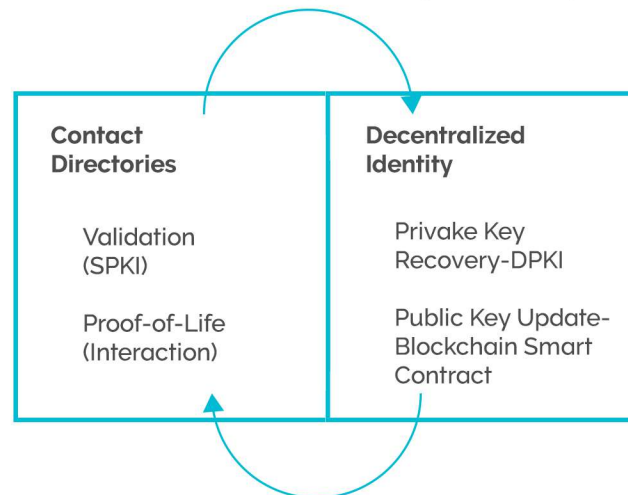 Contact
Directories
Validation
(SPKI)
Proof-of-Life
(Interaction)
Decentralized
Identity
Privake Key
Recovery-DPKI
Public Key Update-
Blockchain Smart
Contract